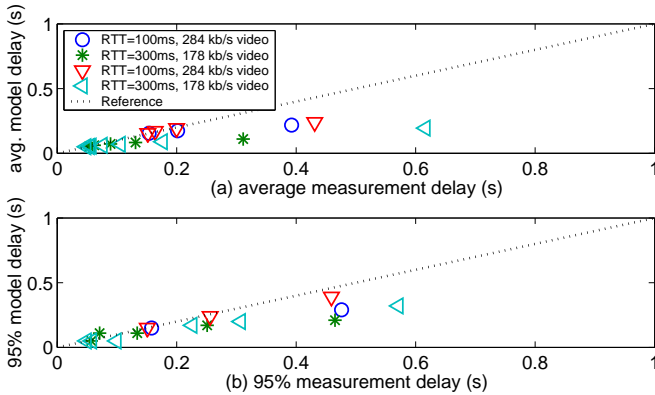 1
0.5
0
avg. model delay (s)
RTT=100ms, 284 kb/s video
RTT=300ms, 178 kb/s video
RTT=100ms, 284 kb/s video
RTT=300ms, 178 kb/s video
Reference
0 0.2 0.4 0.6 0.8 1
(a) average measurement delay (s)
1
0.5
0
95% model delay (s)
0 0.2 0.4 0.6 0.8 1
(b) 95% measurement delay (s)